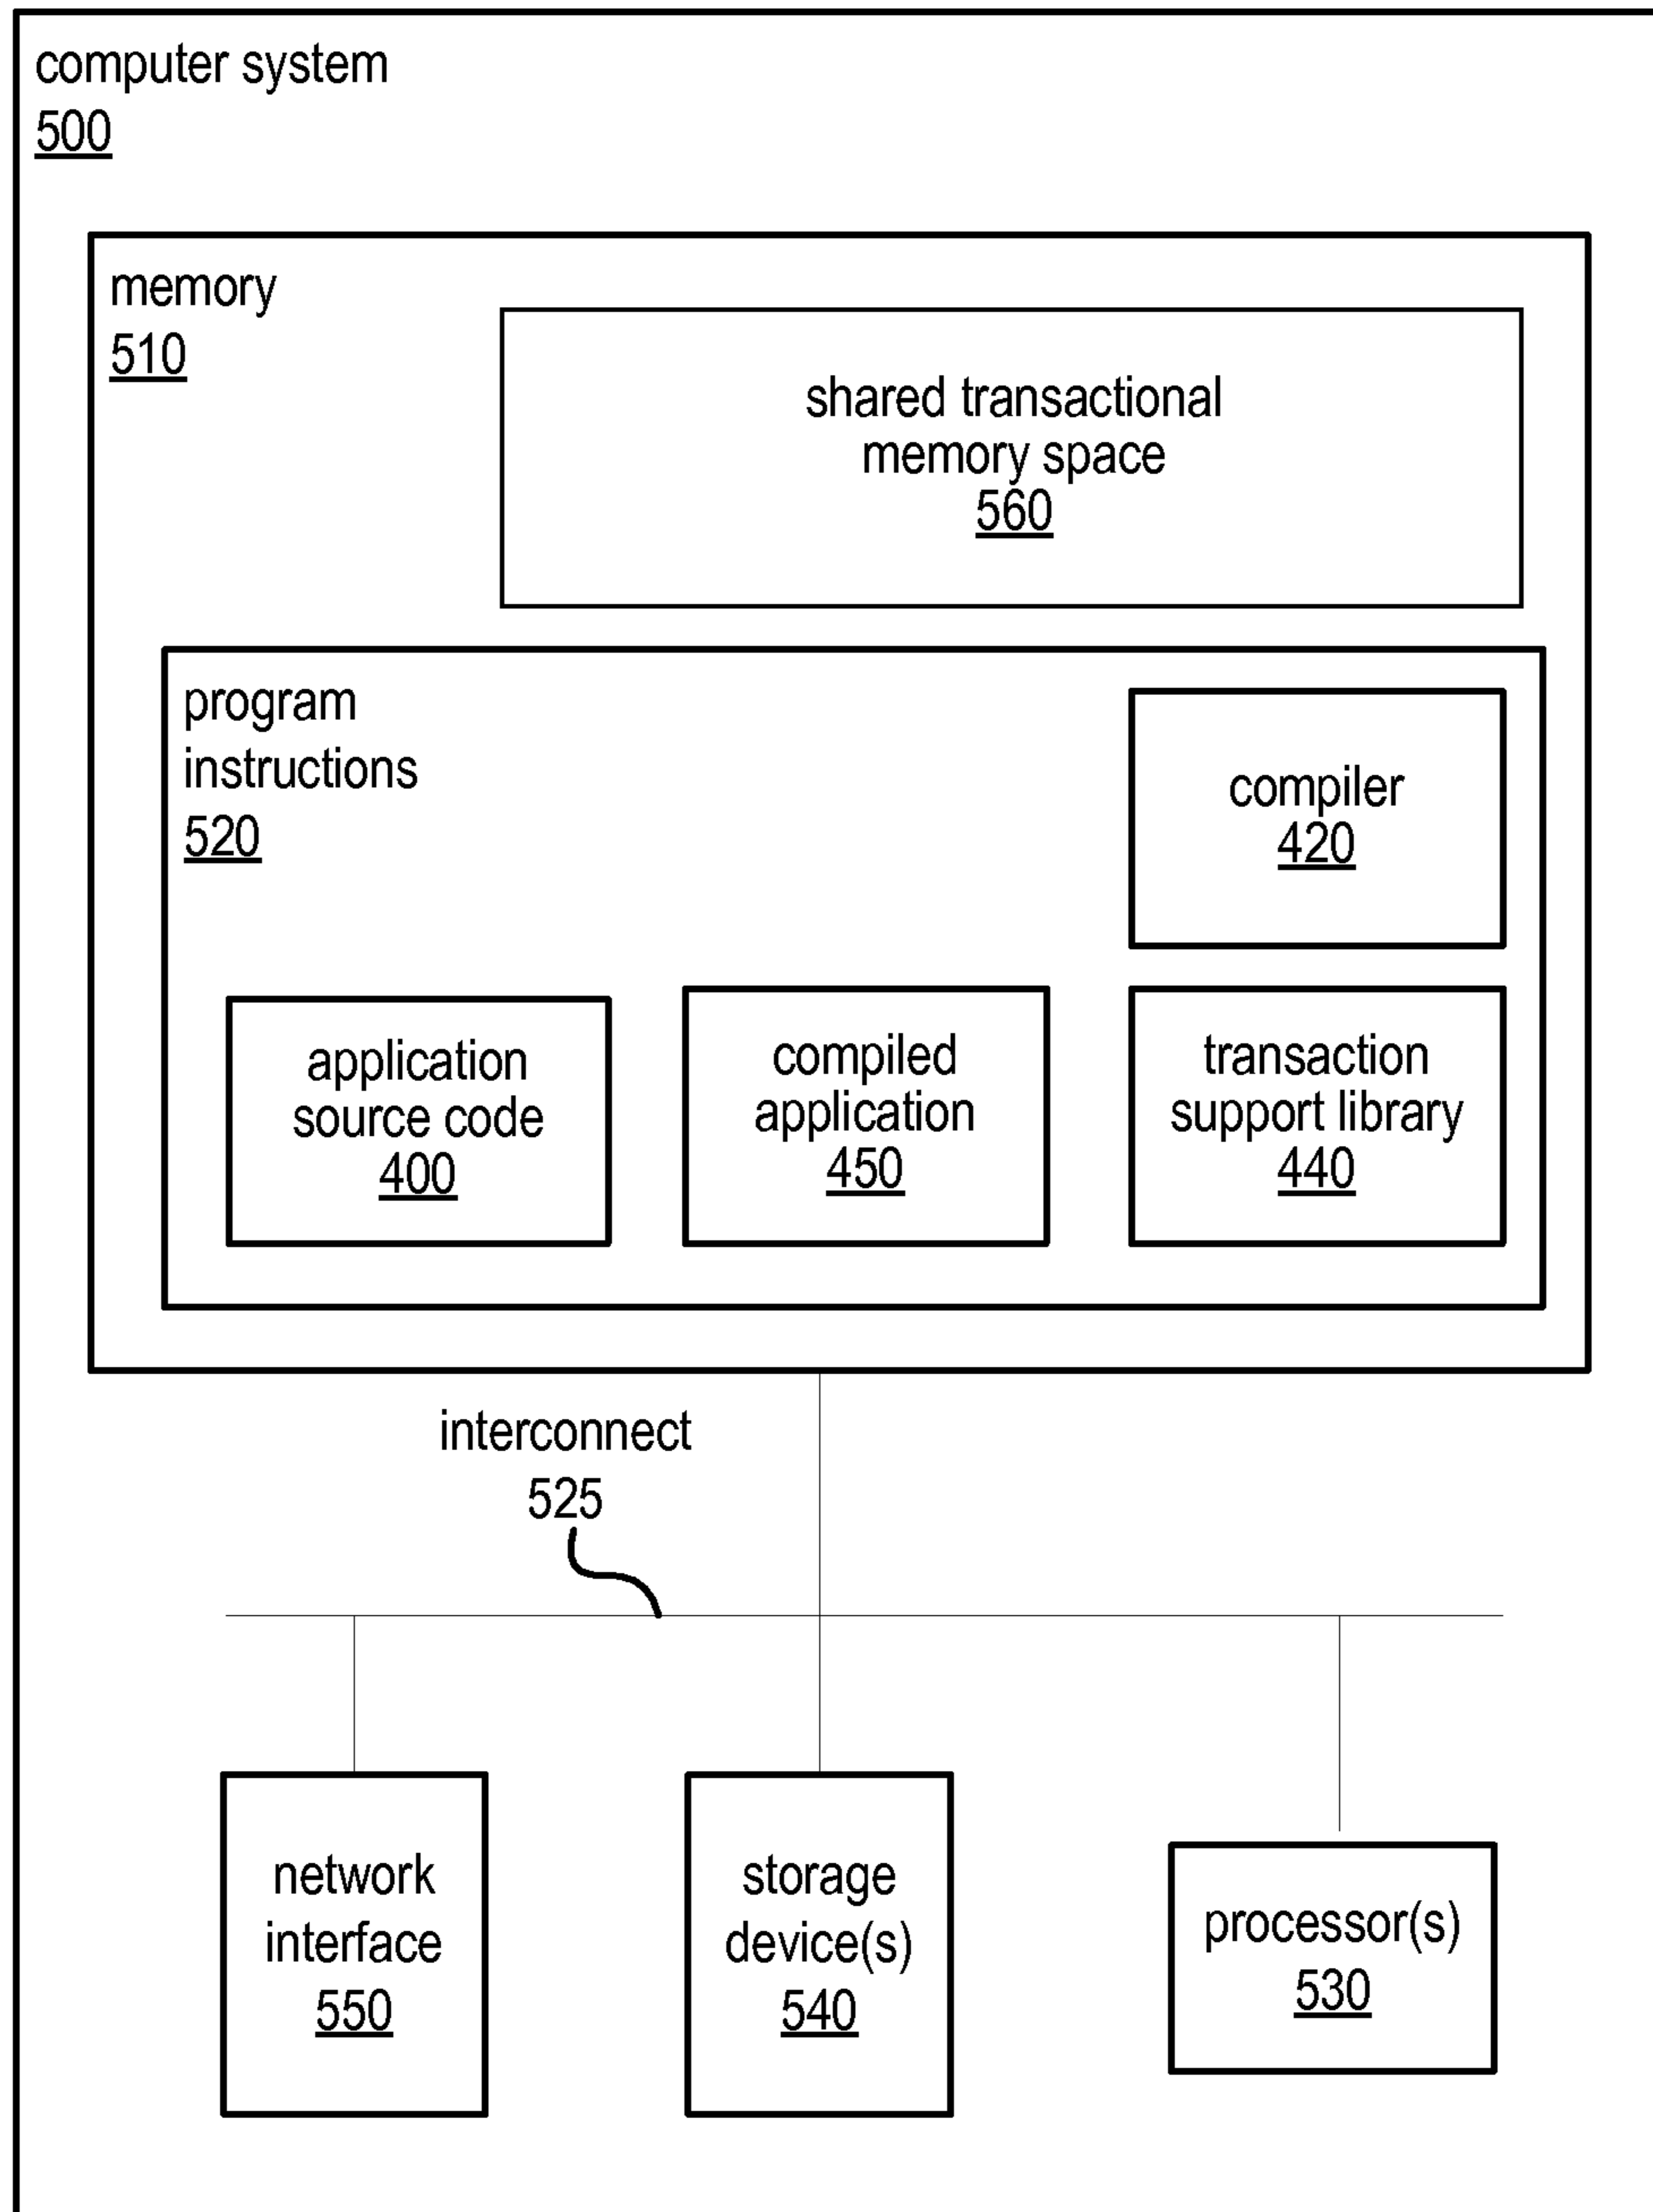 computer system
500
memory
510
shared transactional
memory space
560
program
instructions
520
compiler
420
application
source code
400
compiled
application
450
transaction
support library
440
interconnect
525
network
interface
550
storage
device(s)
540
processor(s)
530